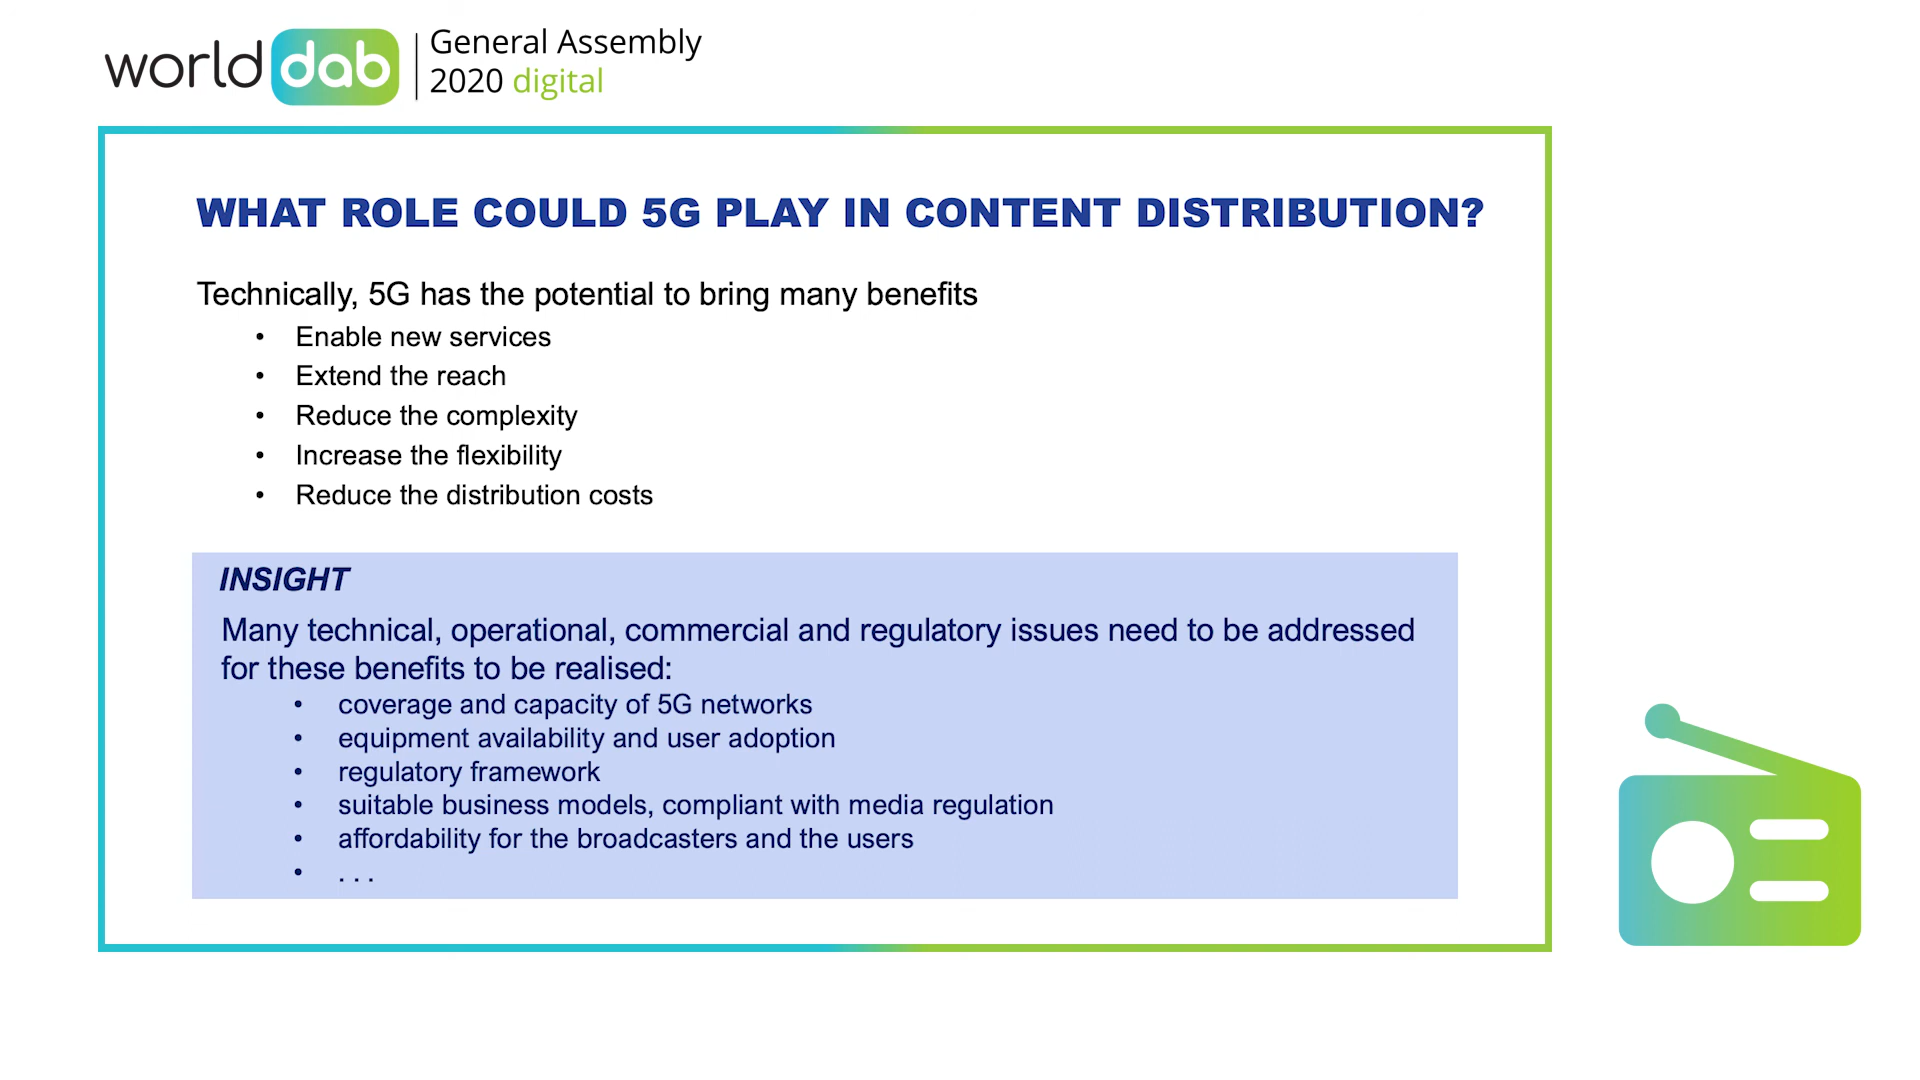 worlddab
General Assembly
2020 digital
WHAT ROLE COULD 5G PLAY IN CONTENT DISTRIBUTION?
Technically, 5G has the potential to bring many benefits
• Enable new services
• Extend the reach
• Reduce the complexity
• Increase the flexibility
• Reduce the distribution costs
INSIGHT
Many technical, operational, commercial and regulatory issues need to be addressed
for these benefits to be realised:
• coverage and capacity of 5G networks
• equipment availability and user adoption
• regulatory framework
• suitable business models, compliant with media regulation
• affordability for the broadcasters and the users
• . . .